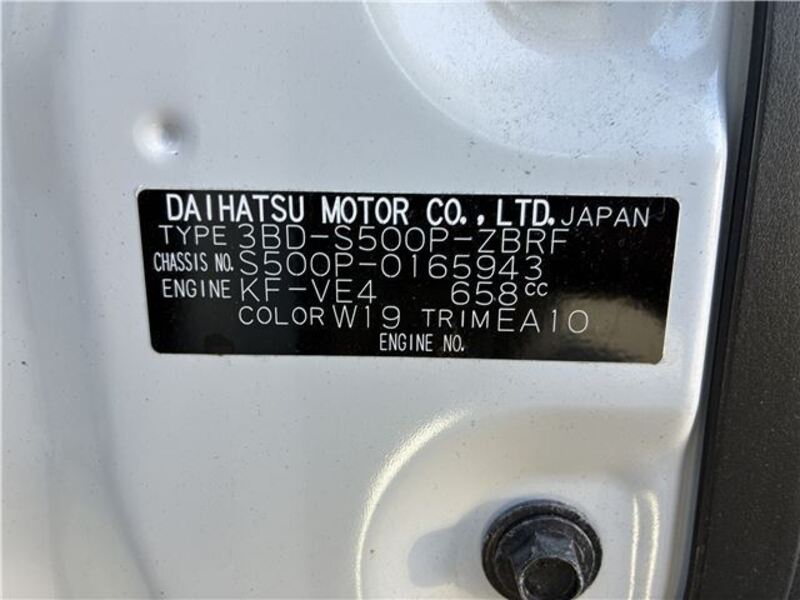 DAIHATSU MOTOR CO., LTD. JAPAN
TYPE 3BD-S500P-ZBRF
CHASSIS NO. S500P-0165943
ENGINE KF-VE4 658cc
COLOR W19 TRIM EA10
ENGINE NO.